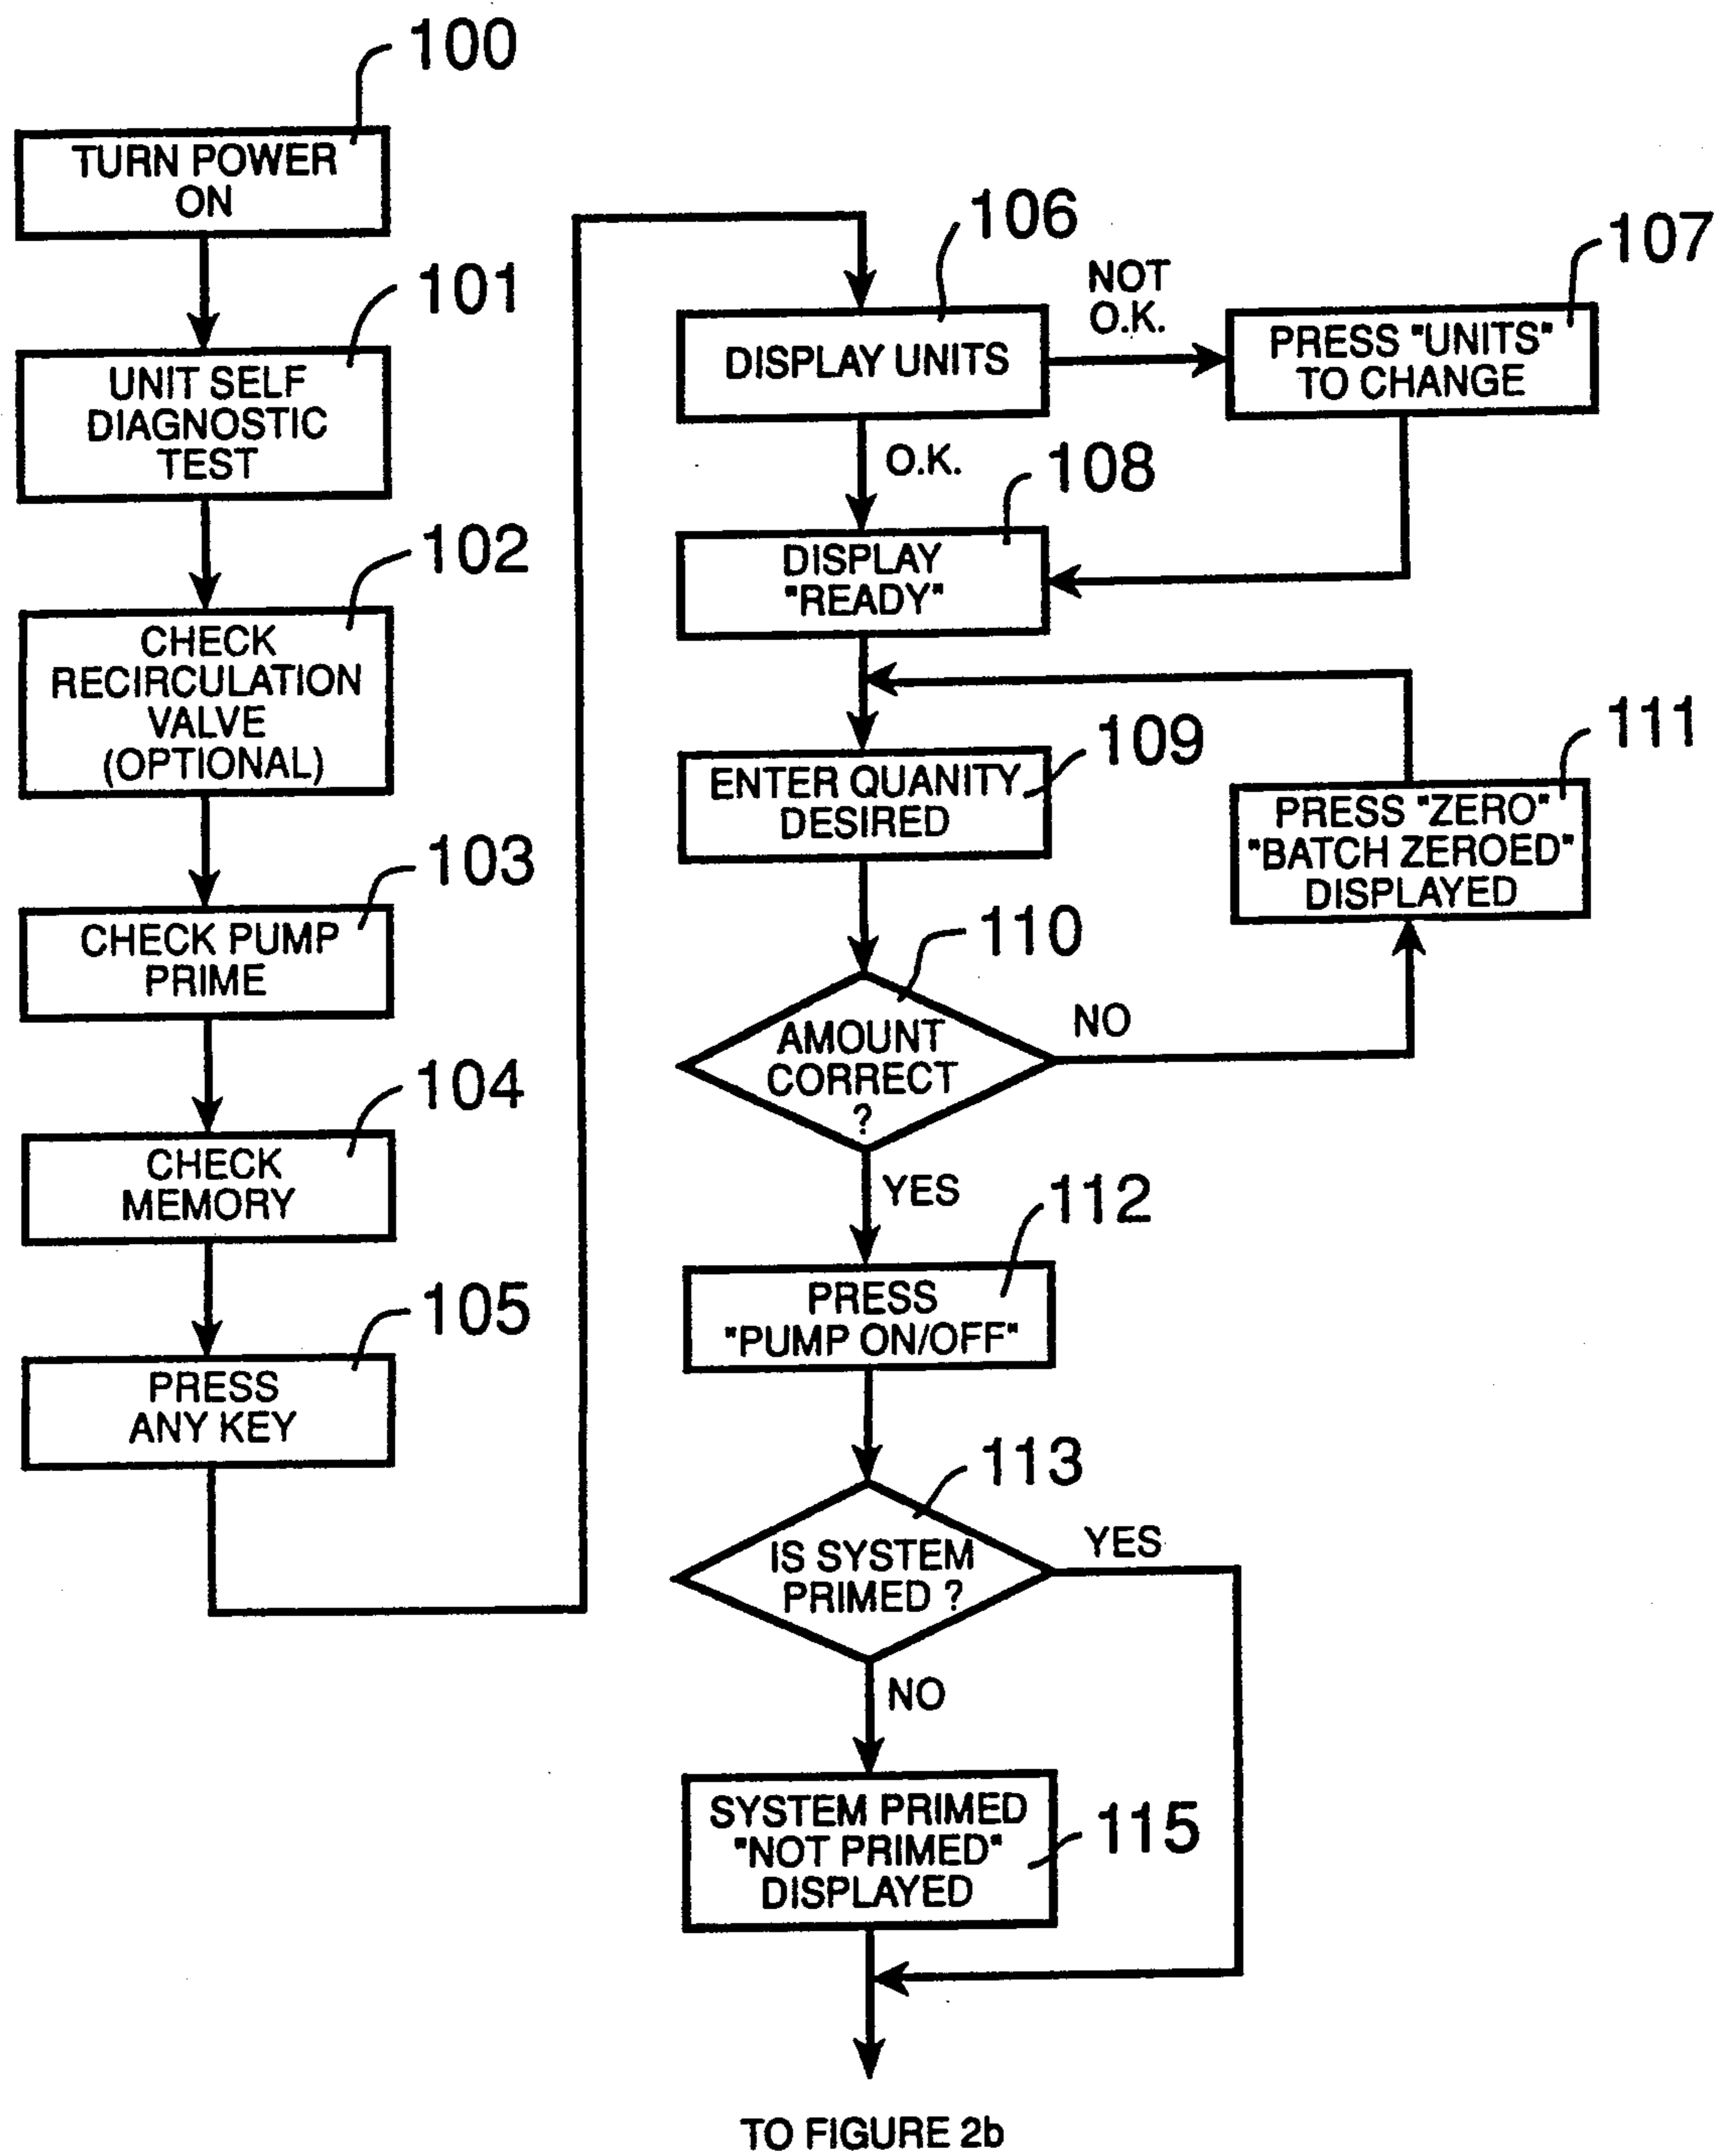 100
TURN POWER
ON
101
UNIT SELF
DIAGNOSTIC
TEST
102
CHECK
RECIRCULATION
VALVE
(OPTIONAL)
103
CHECK PUMP
PRIME
104
CHECK
MEMORY
105
PRESS
ANY KEY
106
DISPLAY UNITS
NOT
O.K.
107
PRESS "UNITS"
TO CHANGE
O.K.
108
DISPLAY
"READY"
109
ENTER QUANITY
DESIRED
111
PRESS "ZERO"
"BATCH ZEROED"
DISPLAYED
110
AMOUNT
CORRECT
?
NO
YES
112
PRESS
"PUMP ON/OFF"
113
IS SYSTEM
PRIMED ?
YES
NO
115
SYSTEM PRIMED
"NOT PRIMED"
DISPLAYED
TO FIGURE 2b